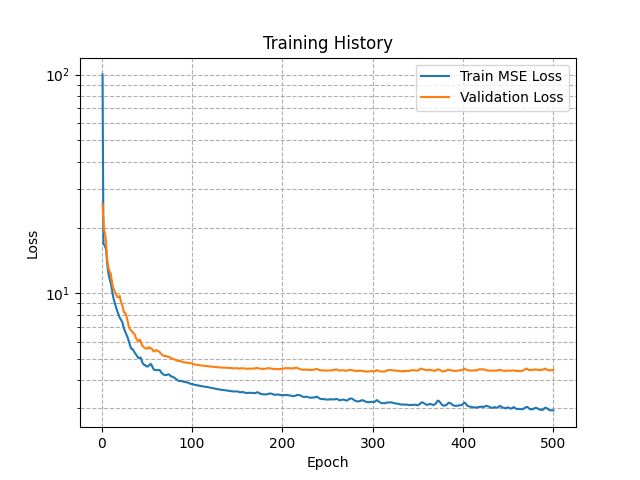 Training History
Train MSE Loss
Validation Loss
Loss
10²
10¹
0 100 200 300 400 500
Epoch